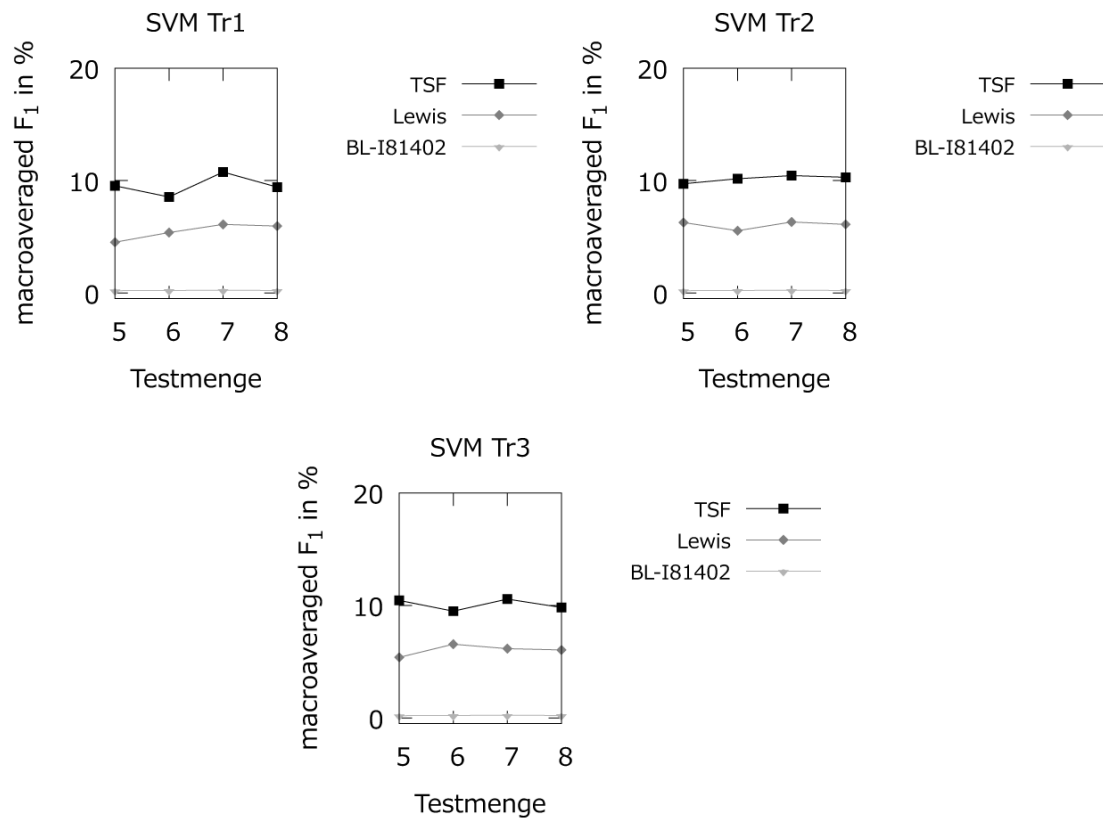 SVM Tr1
macroaveraged F1 in %
20
10
0
5 6 7 8
Testmenge
TSF
Lewis
BL-I81402
SVM Tr2
macroaveraged F1 in %
20
10
0
5 6 7 8
Testmenge
TSF
Lewis
BL-I81402
SVM Tr3
macroaveraged F1 in %
20
10
0
5 6 7 8
Testmenge
TSF
Lewis
BL-I81402